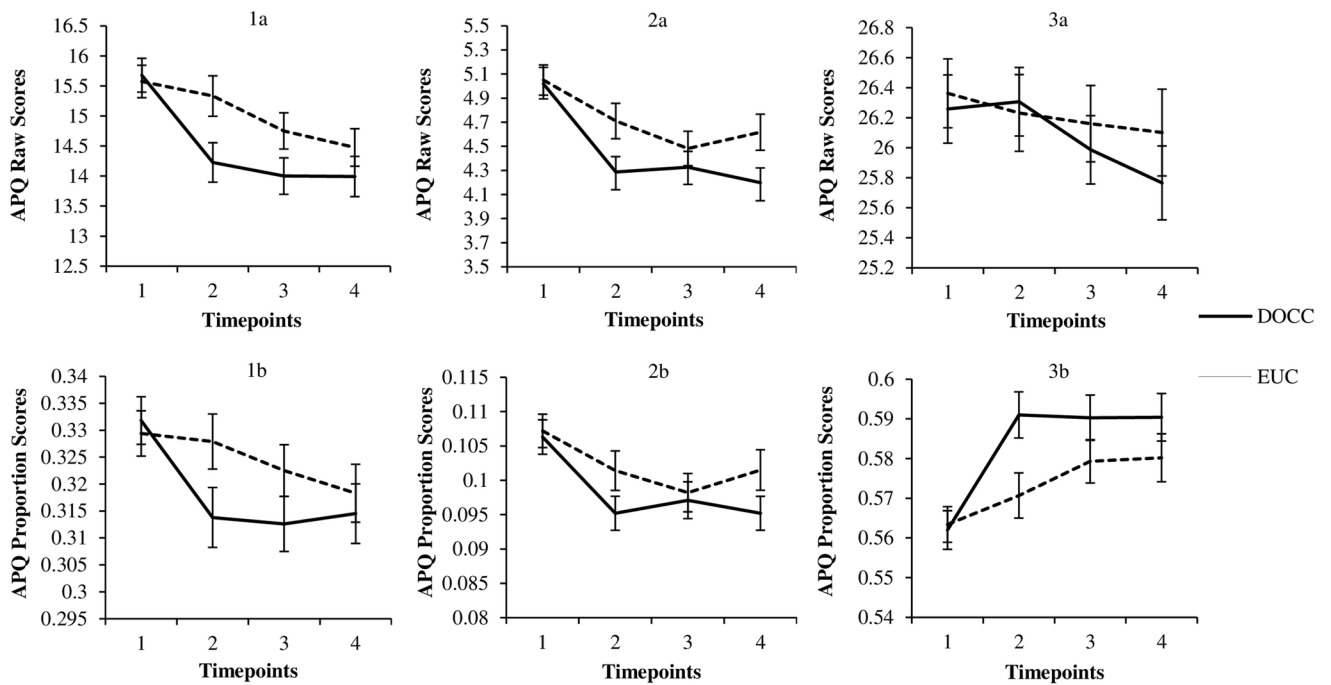 1a
APQ Raw Scores
16.5
16
15.5
15
14.5
14
13.5
13
12.5
1 2 3 4
Timepoints
2a
APQ Raw Scores
5.5
5.3
5.1
4.9
4.7
4.5
4.3
4.1
3.9
3.7
3.5
1 2 3 4
Timepoints
3a
APQ Raw Scores
26.8
26.6
26.4
26.2
26
25.8
25.6
25.4
25.2
1 2 3 4
Timepoints
DOCC
EUC
1b
APQ Proportion Scores
0.34
0.335
0.33
0.325
0.32
0.315
0.31
0.305
0.3
0.295
1 2 3 4
Timepoints
2b
APQ Proportion Scores
0.115
0.11
0.105
0.1
0.095
0.09
0.085
0.08
1 2 3 4
Timepoints
3b
APQ Proportion Scores
0.6
0.59
0.58
0.57
0.56
0.55
0.54
1 2 3 4
Timepoints